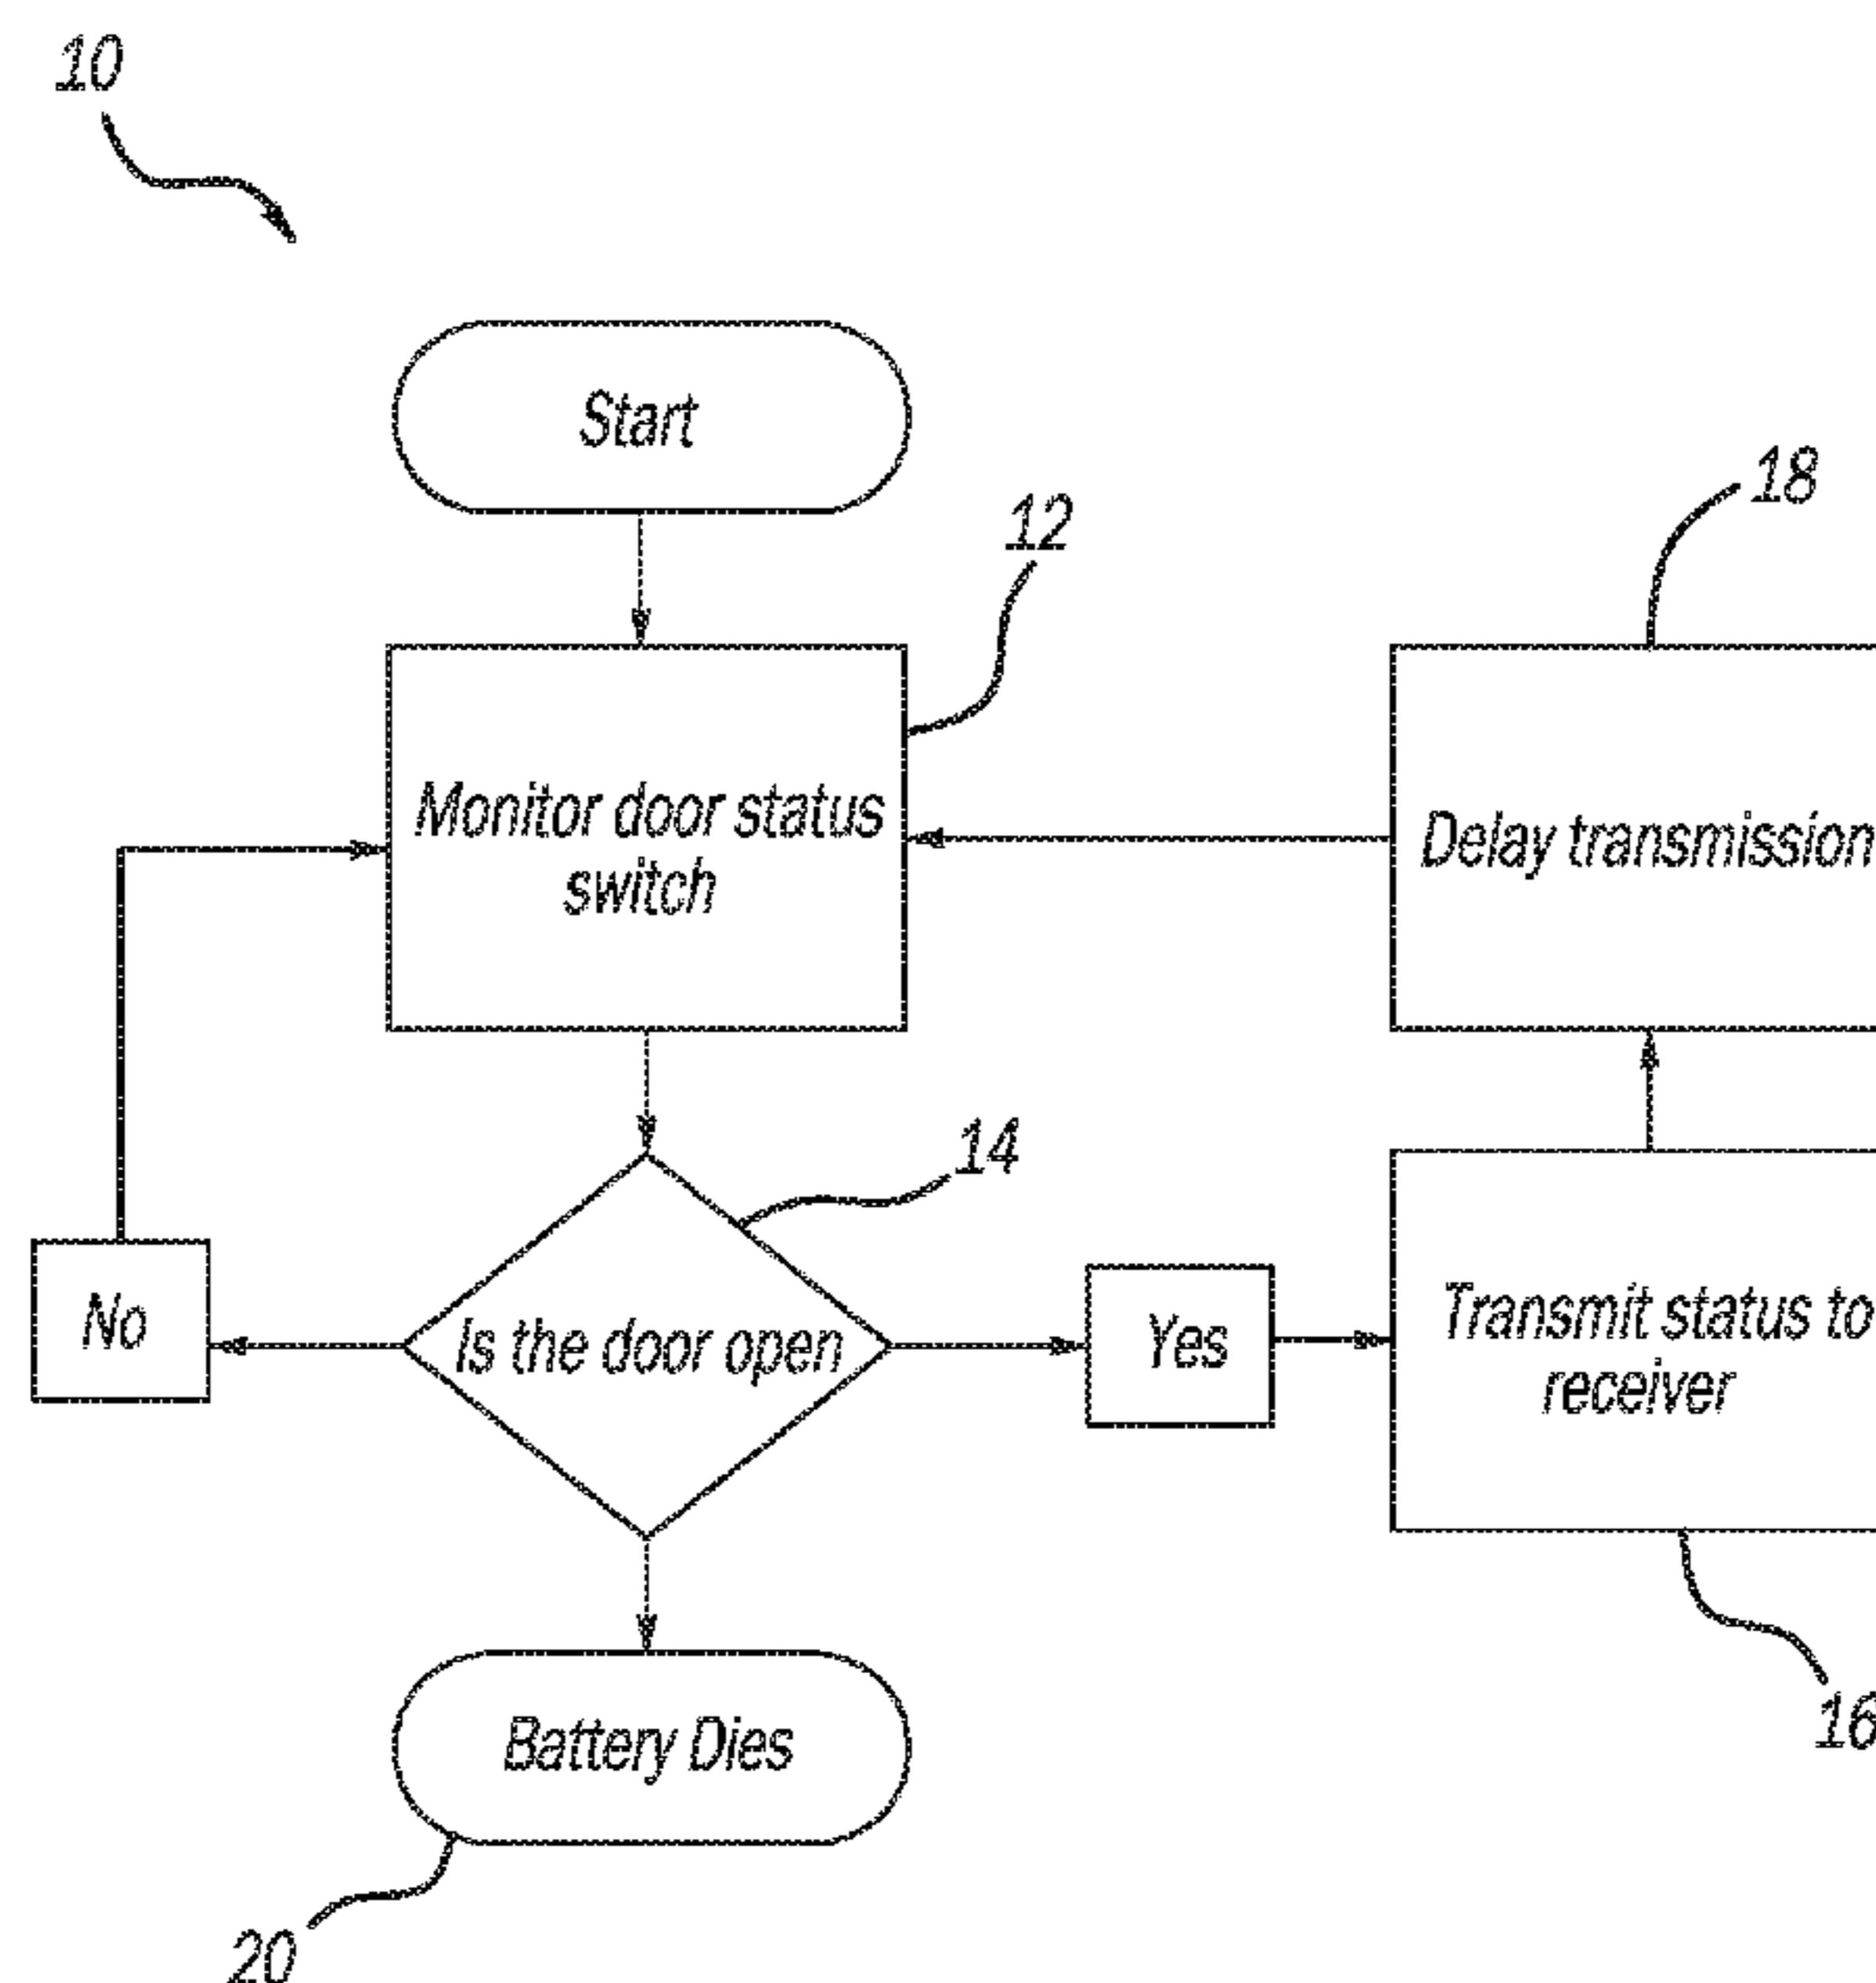 10
Start
12
18
Monitor door status
switch
Delay transmission
14
No
Is the door open
Yes
Transmit status to
receiver
Battery Dies
16
20